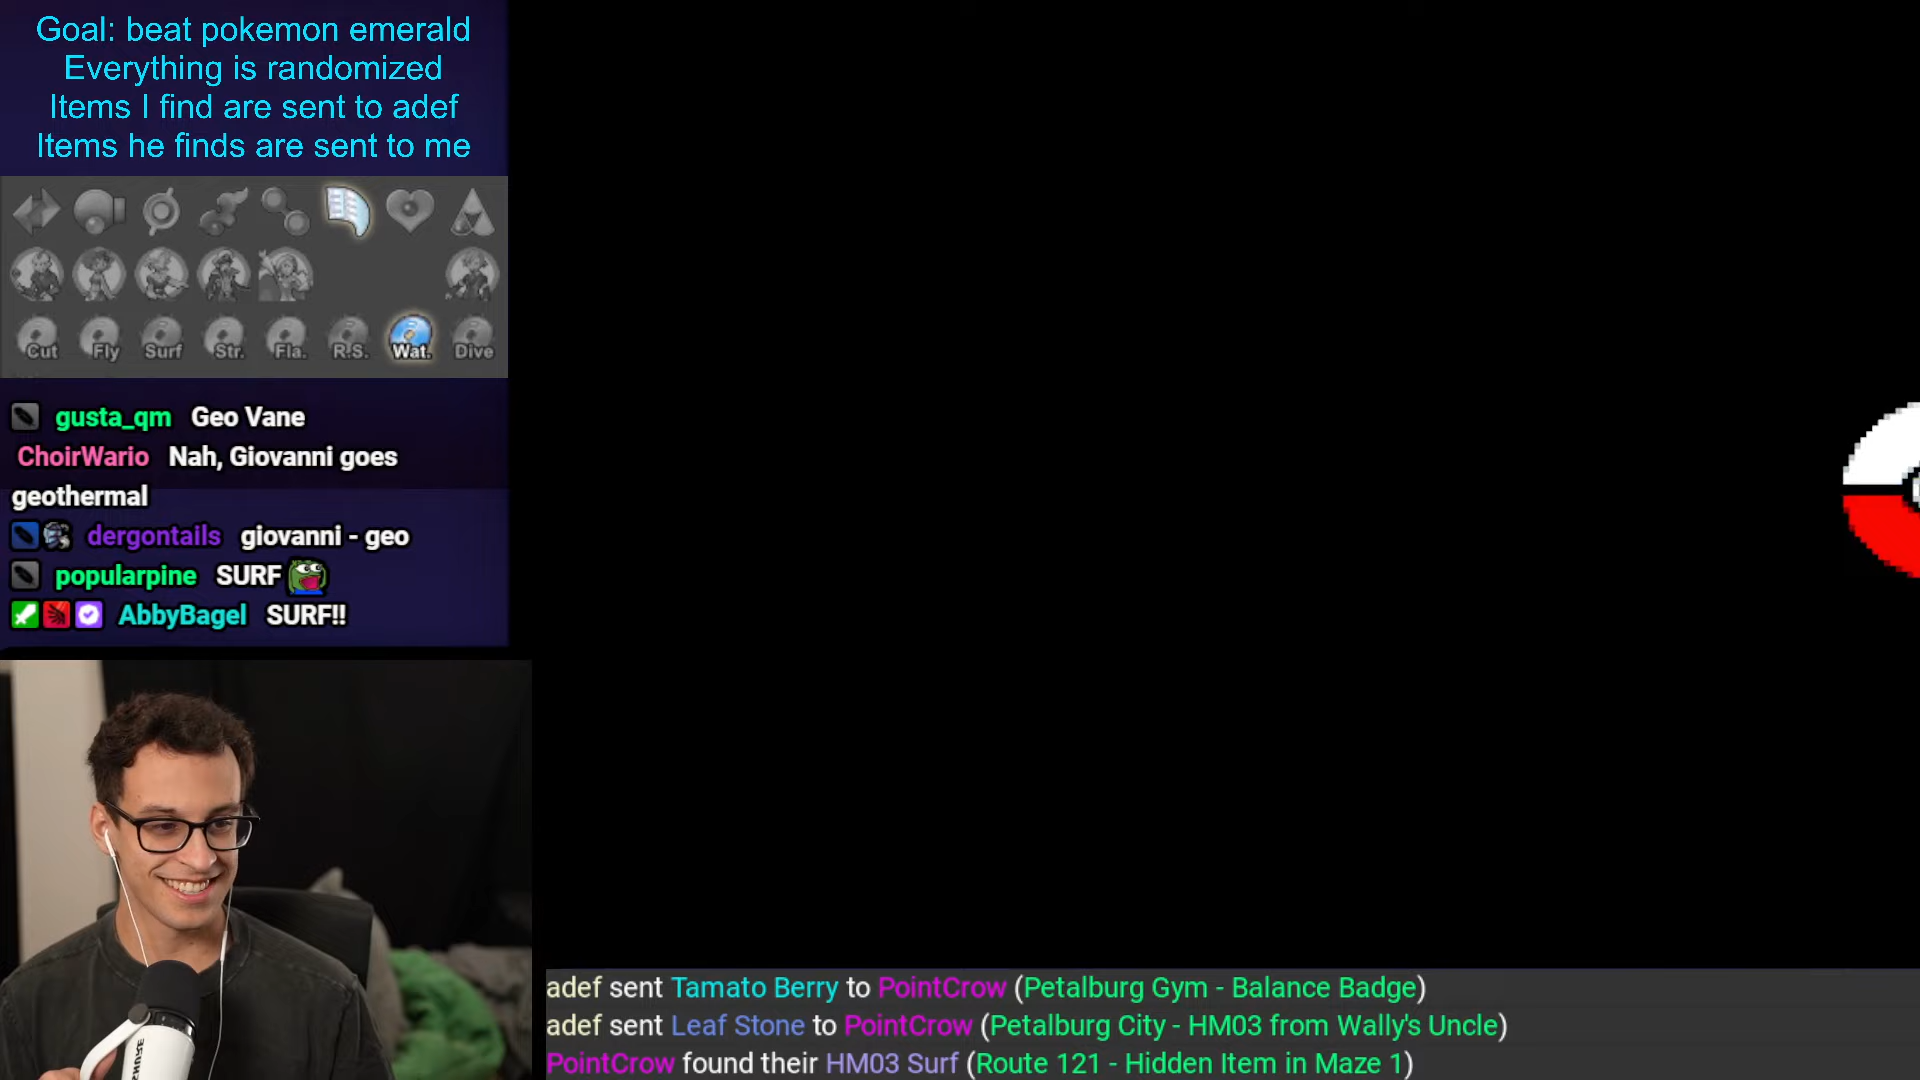 Goal: beat pokemon emerald
Everything is randomized
Items I find are sent to adef
Items he finds are sent to me
Cut Fly Surf Str. Fla. R.S. Wat. Dive
gusta_qm Geo Vane
ChoirWario Nah, Giovanni goes
geothermal
dergontails giovanni - geo
popularpine SURF
AbbyBagel SURF!!
adef sent Tamato Berry to PointCrow (Petalburg Gym - Balance Badge)
adef sent Leaf Stone to PointCrow (Petalburg City - HM03 from Wally's Uncle)
PointCrow found their HM03 Surf (Route 121 - Hidden Item in Maze 1)